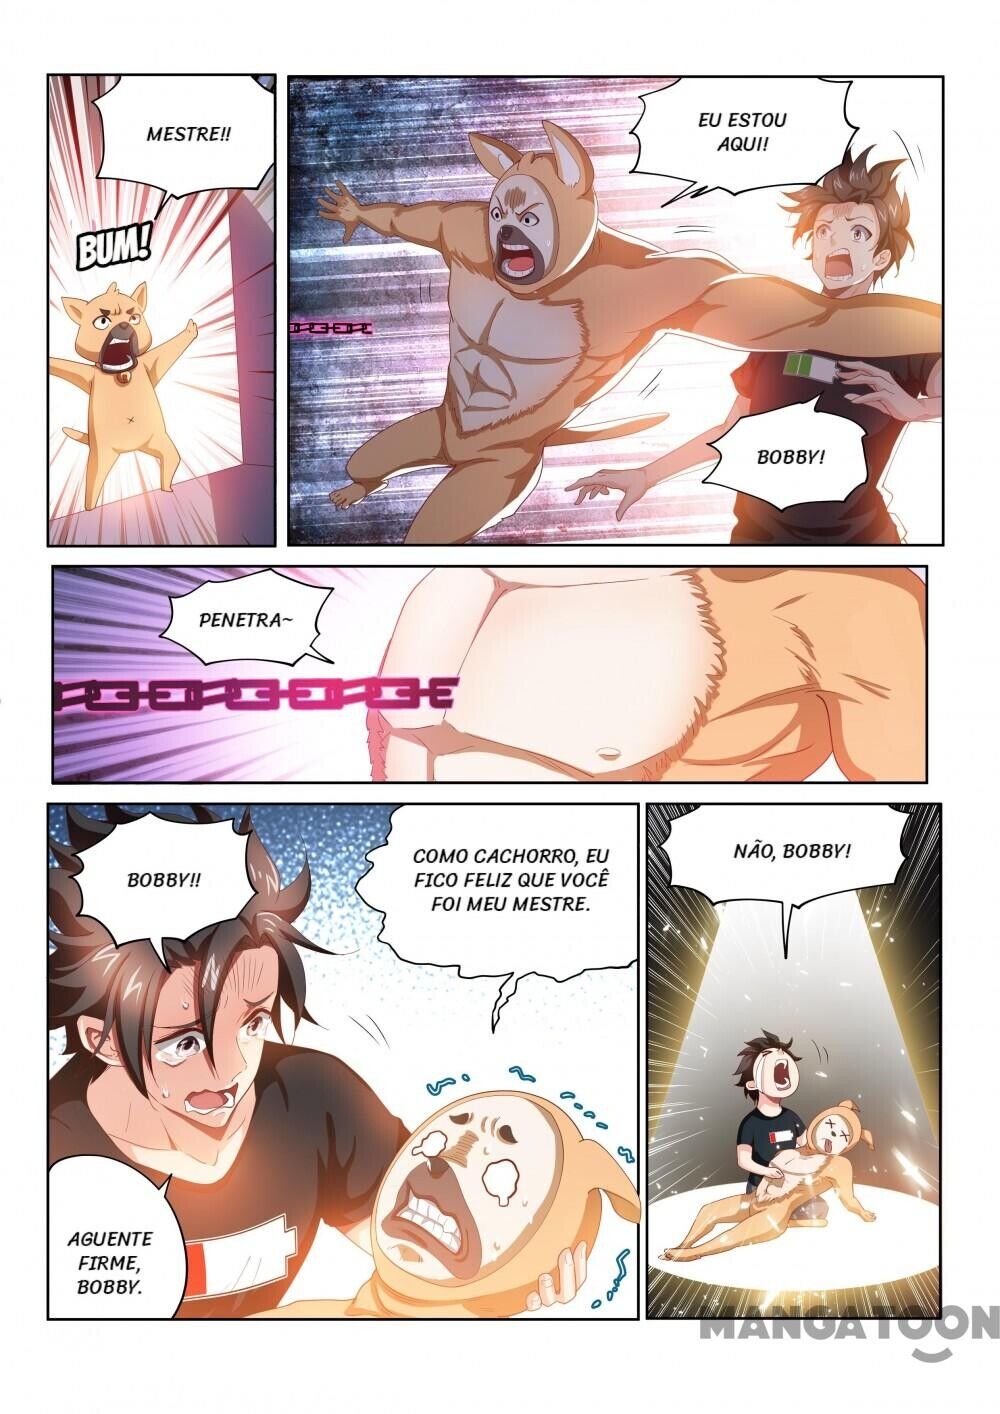 MESTRE!!
BUM!
EU ESTOU
AQUI!
BOBBY!
PENETRA~
BOBBY!!
COMO CACHORRO, EU
FICO FELIZ QUE VOCÊ
FOI MEU MESTRE.
AGUENTE
FIRME,
BOBBY.
NÃO, BOBBY!
MANGATOON